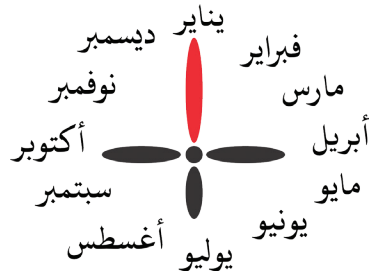 يناير
فبراير
مارس
أبريل
مايو
يونيو
يوليو
أغسطس
سبتمبر
أكتوبر
نوفمبر
ديسمبر